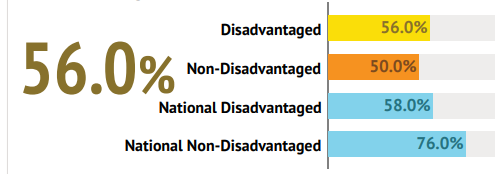 56.0%
Disadvantaged 56.0%
Non-Disadvantaged 50.0%
National Disadvantaged 58.0%
National Non-Disadvantaged 76.0%